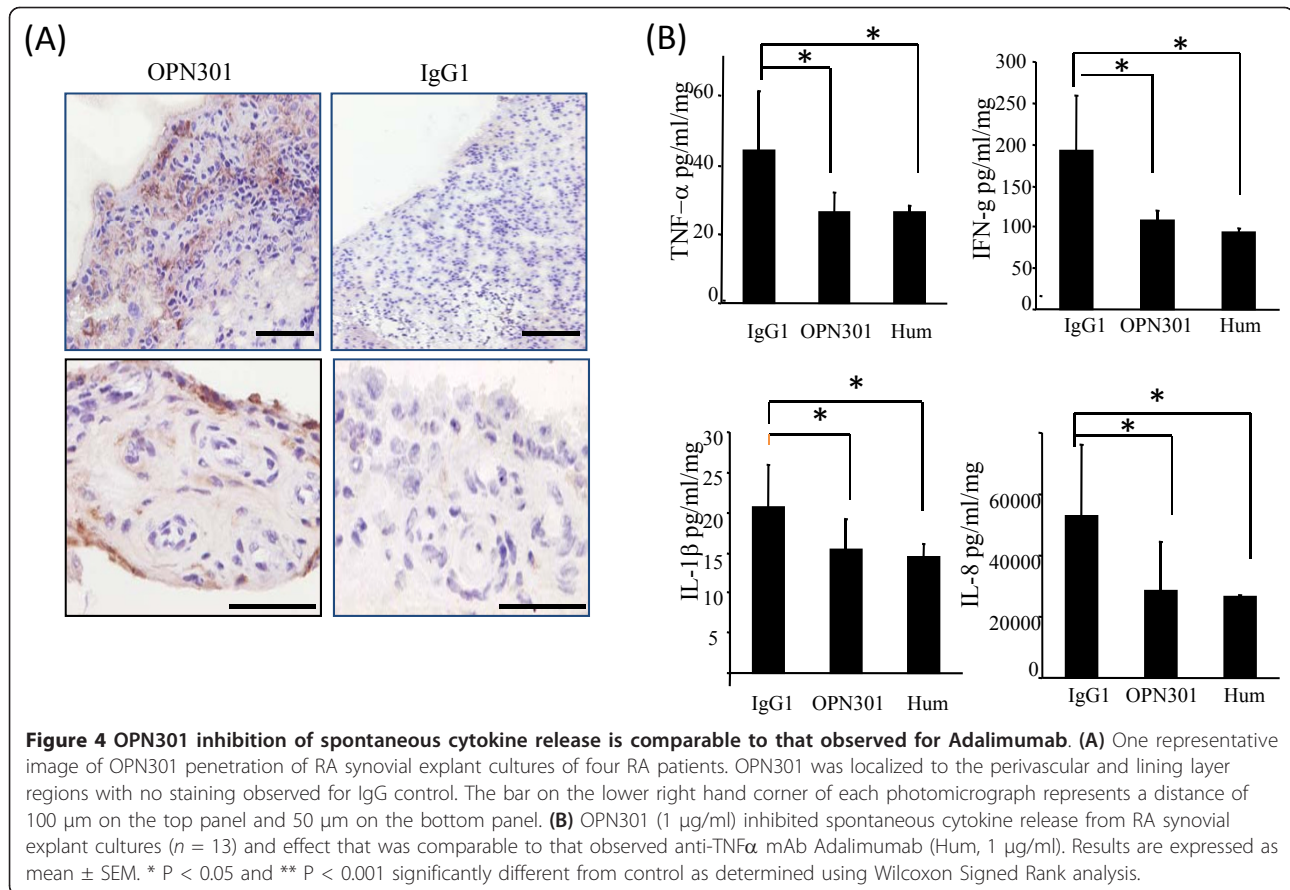 (A)
OPN301 IgG1
(B)
TNF–α pg/ml/mg
60
40
20
0
*
*
IgG1 OPN301 Hum
IFN-g pg/ml/mg
300
250
200
150
100
50
0
*
*
IgG1 OPN301 Hum
IL-1β pg/ml/mg
30
25
20
15
10
5
*
*
IgG1 OPN301 Hum
IL-8 pg/ml/mg
60000
40000
20000
0
*
*
IgG1 OPN301 Hum
Figure 4 OPN301 inhibition of spontaneous cytokine release is comparable to that observed for Adalimumab. (A) One representative
image of OPN301 penetration of RA synovial explant cultures of four RA patients. OPN301 was localized to the perivascular and lining layer
regions with no staining observed for IgG control. The bar on the lower right hand corner of each photomicrograph represents a distance of
100 μm on the top panel and 50 μm on the bottom panel. (B) OPN301 (1 μg/ml) inhibited spontaneous cytokine release from RA synovial
explant cultures (n = 13) and effect that was comparable to that observed anti-TNFα mAb Adalimumab (Hum, 1 μg/ml). Results are expressed as
mean ± SEM. * P < 0.05 and ** P < 0.001 significantly different from control as determined using Wilcoxon Signed Rank analysis.